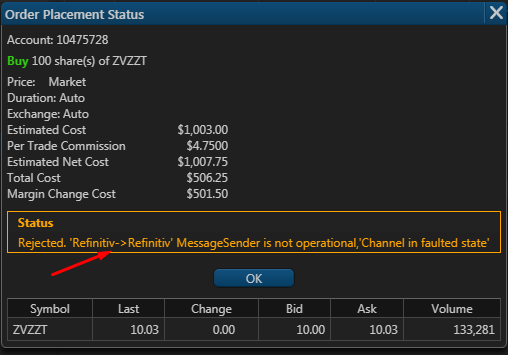 Order Placement Status
Account: 10475728
Buy 100 share(s) of ZVZZT
Price: Market
Duration: Auto
Exchange: Auto
Estimated Cost $1,003.00
Per Trade Commission $4.7500
Estimated Net Cost $1,007.75
Total Cost $506.25
Margin Change Cost $501.50
Status
Rejected. 'Refinitiv->Refinitiv' MessageSender is not operational,'Channel in faulted state'
OK
Symbol Last Change Bid Ask Volume
ZVZZT 10.03 0.00 10.00 10.03 133,281